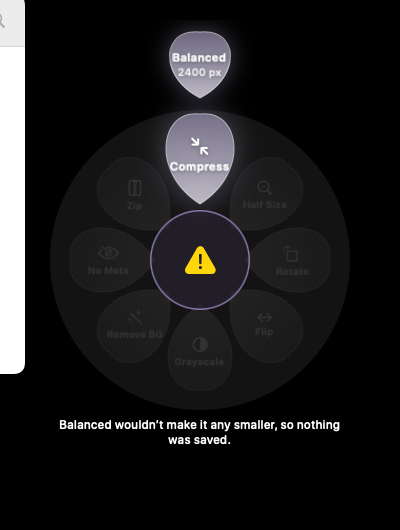 Balanced
2400 px
Compress
Zip
Half Size
No Meta
Rotate
Remove BG
Flip
Grayscale
Balanced wouldn’t make it any smaller, so nothing
was saved.